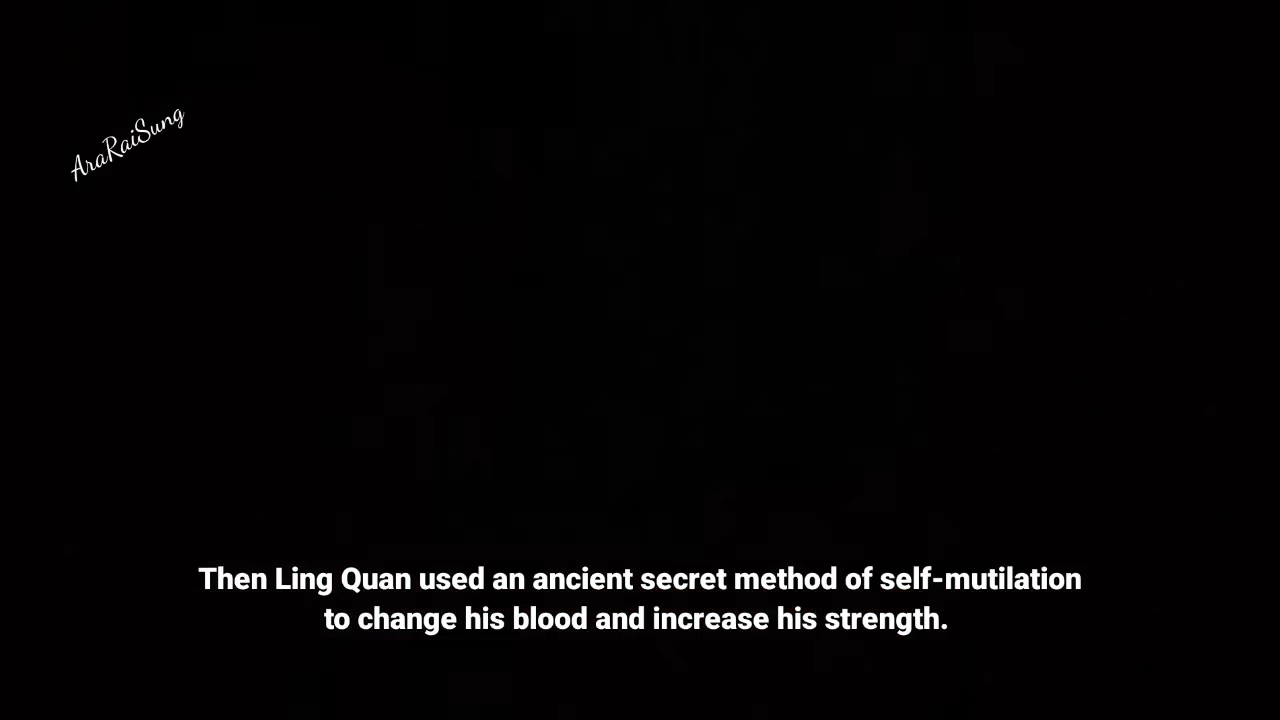 AraRaiSung
Then Ling Quan used an ancient secret method of self-mutilation
to change his blood and increase his strength.